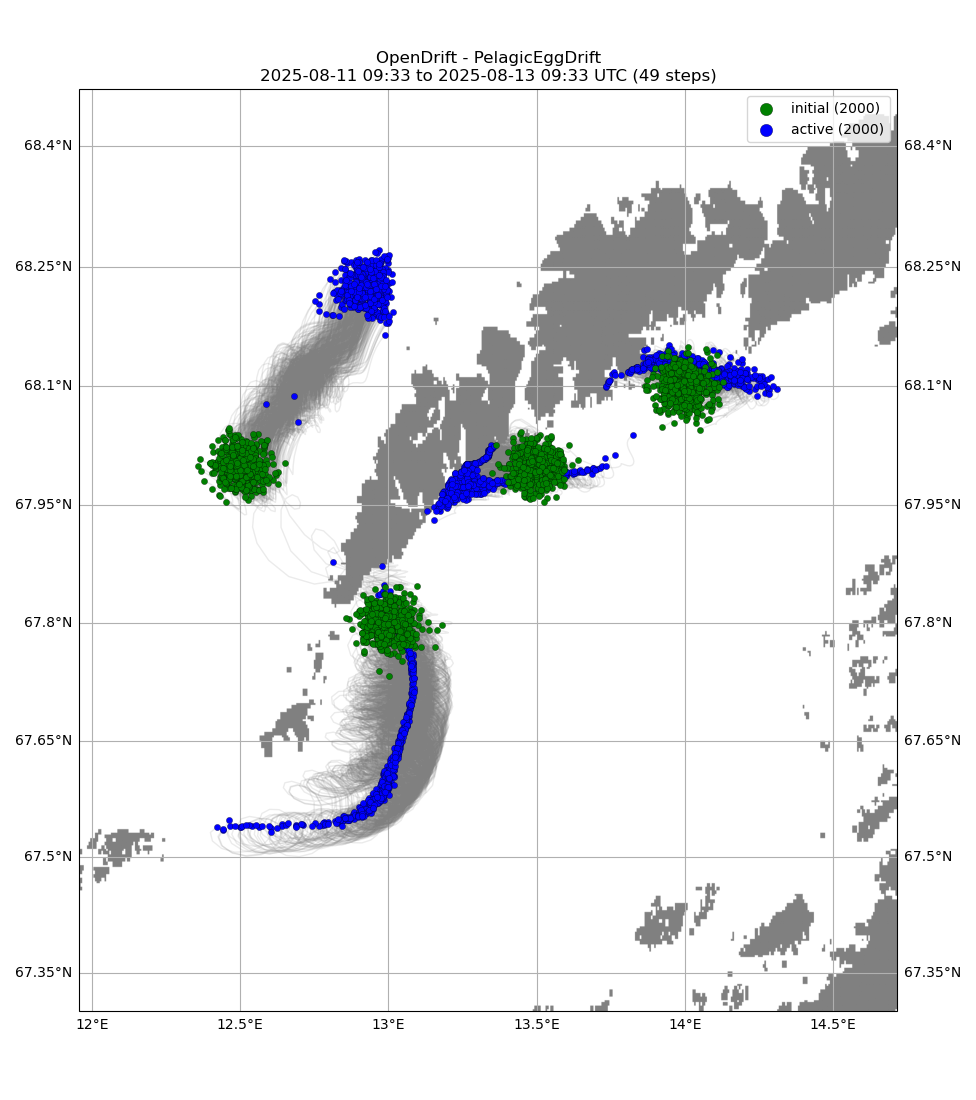 OpenDrift - PelagicEggDrift
2025-08-11 09:33 to 2025-08-13 09:33 UTC (49 steps)
initial (2000)
active (2000)
68.4°N
68.4°N
68.25°N
68.25°N
68.1°N
68.1°N
67.95°N
67.95°N
67.8°N
67.8°N
67.65°N
67.65°N
67.5°N
67.5°N
67.35°N
67.35°N
12°E
12.5°E
13°E
13.5°E
14°E
14.5°E